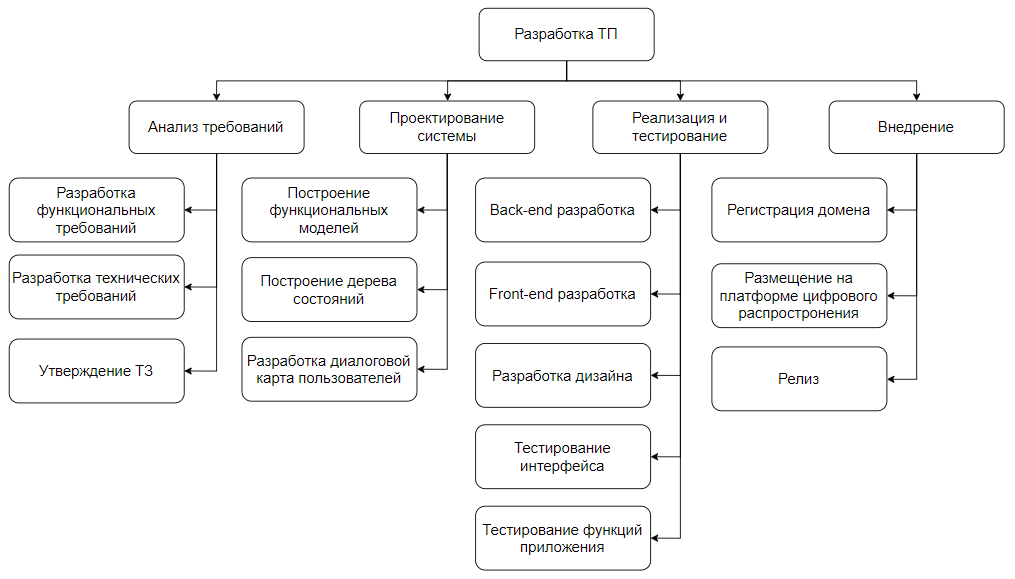 Разработка ТП
Анализ требований
Проектирование
системы
Реализация и
тестирование
Внедрение
Разработка
функциональных
требований
Разработка технических
требований
Утверждение ТЗ
Построение
функциональных
моделей
Построение дерева
состояний
Разработка диалоговой
карта пользователей
Back-end разработка
Front-end разработка
Разработка дизайна
Тестирование
интерфейса
Тестирование функций
приложения
Регистрация домена
Размещение на
платформе цифрового
распростронения
Релиз